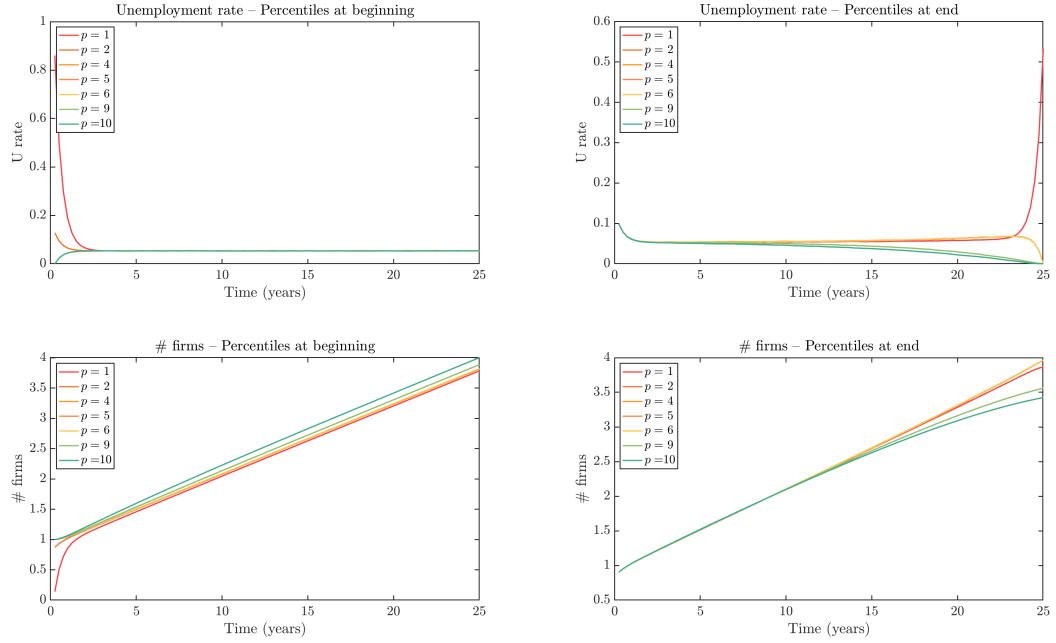 Unemployment rate – Percentiles at beginning
1
0.8
0.6
0.4
0.2
0
U rate
p = 1
p = 2
p = 4
p = 5
p = 6
p = 9
p =10
0 5 10 15 20 25
Time (years)
Unemployment rate – Percentiles at end
0.6
0.5
0.4
0.3
0.2
0.1
0
U rate
p = 1
p = 2
p = 4
p = 5
p = 6
p = 9
p =10
0 5 10 15 20 25
Time (years)
# firms – Percentiles at beginning
4
3.5
3
2.5
2
1.5
1
0.5
0
# firms
p = 1
p = 2
p = 4
p = 5
p = 6
p = 9
p =10
0 5 10 15 20 25
Time (years)
# firms – Percentiles at end
4
3.5
3
2.5
2
1.5
1
0.5
# firms
p = 1
p = 2
p = 4
p = 5
p = 6
p = 9
p =10
0 5 10 15 20 25
Time (years)